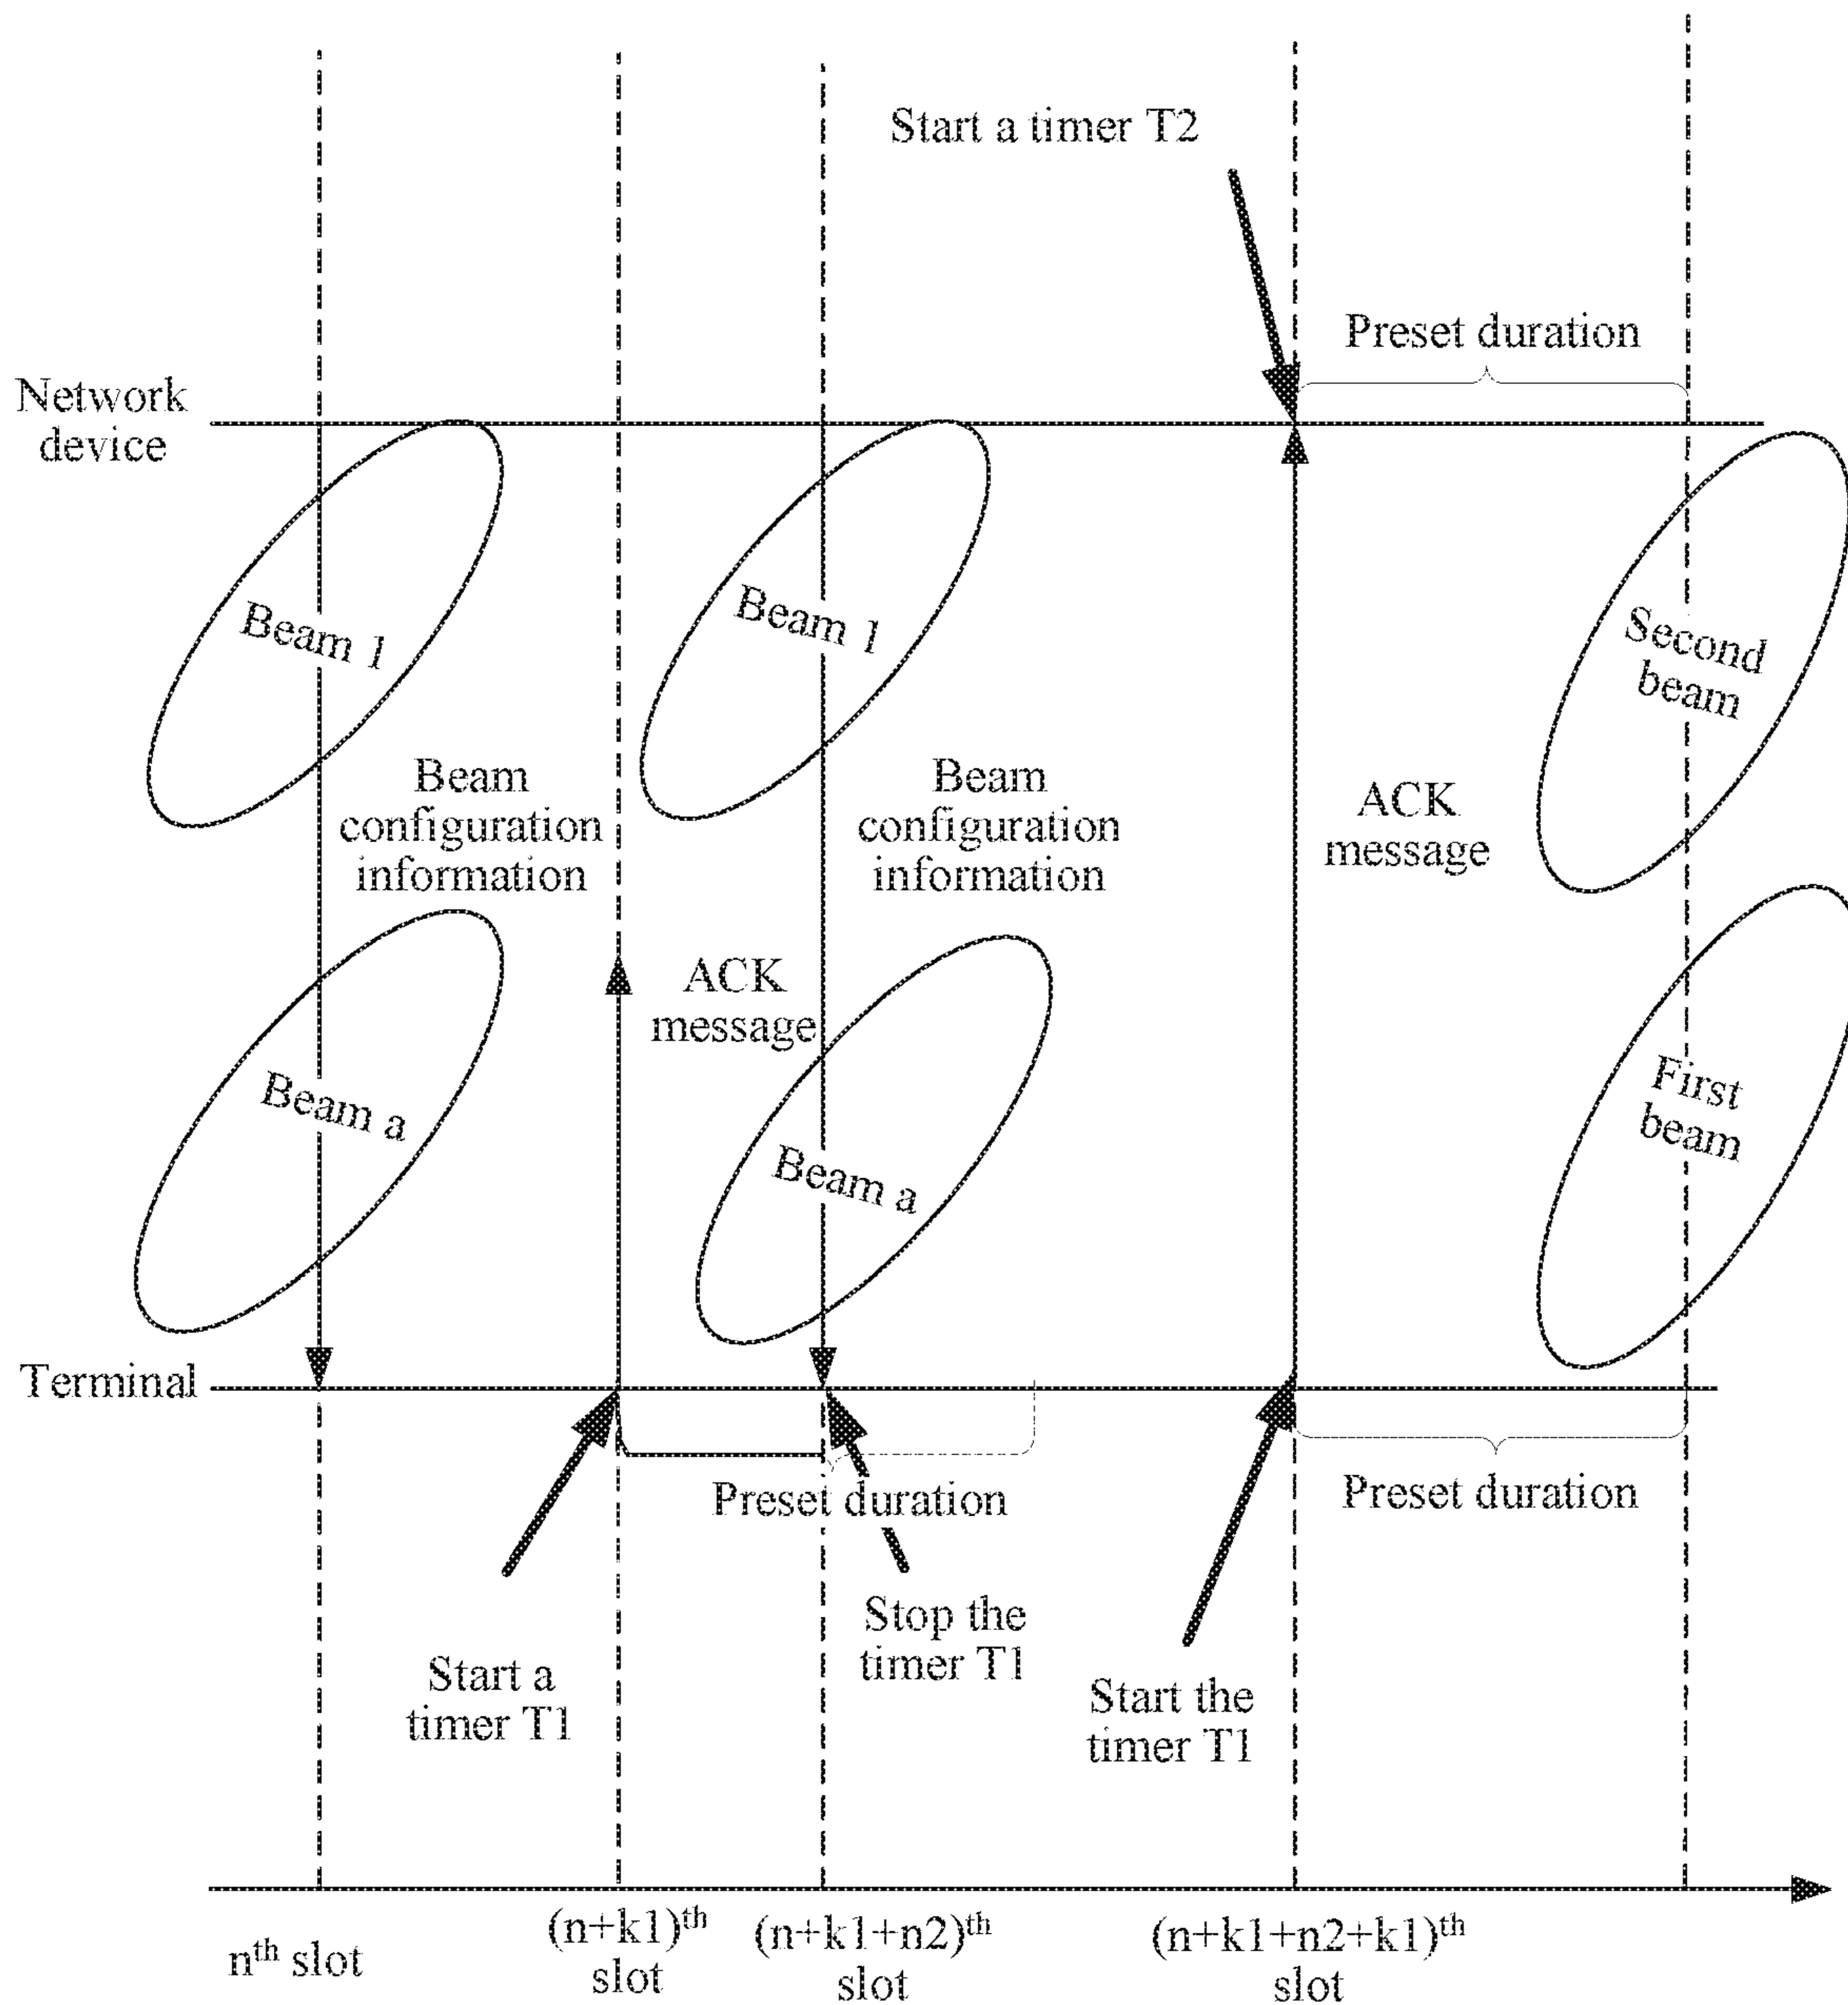 Start a timer T2
Preset duration
Network
device
Beam 1
Beam 1
Second
beam
Beam
configuration
information
Beam
configuration
information
ACK
message
ACK
message
Beam a
Beam a
First
beam
Terminal
Preset duration
Preset duration
Stop the
timer T1
Start a
timer T1
Start the
timer T1
nth slot
(n+k1)th
slot
(n+k1+n2)th
slot
(n+k1+n2+k1)th
slot